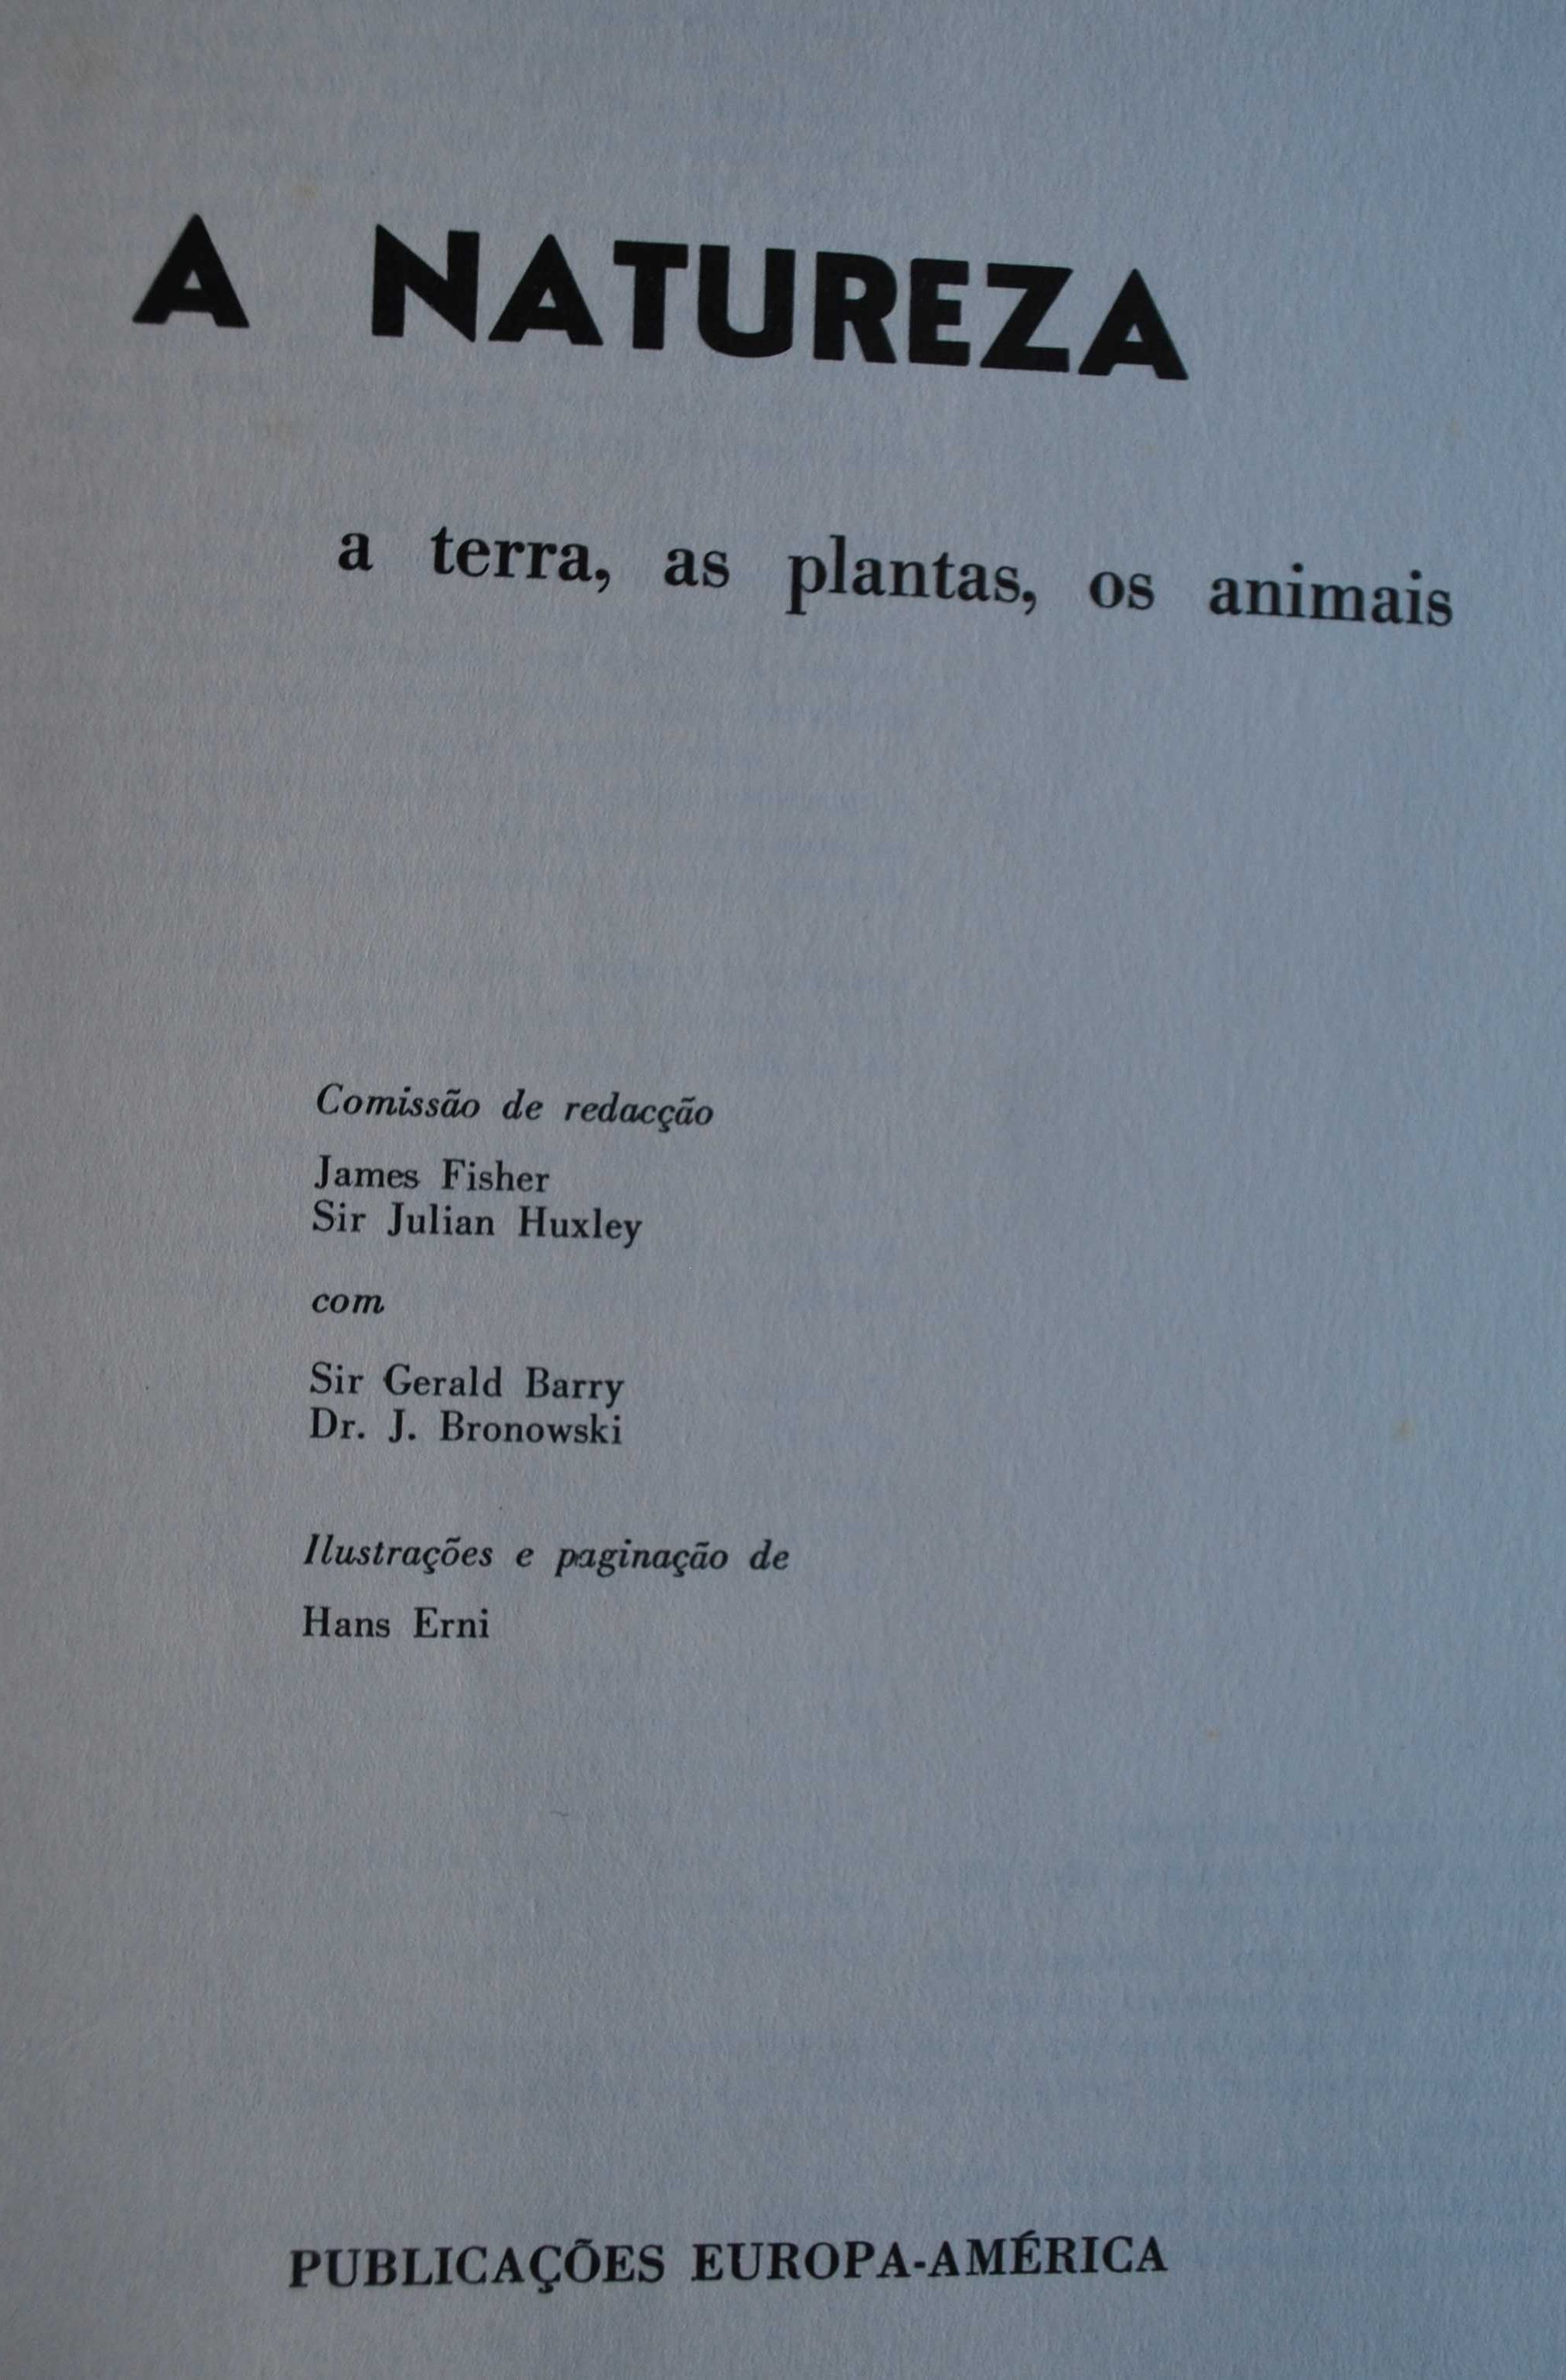 A NATUREZA
a terra, as plantas, os animais
Comissão de redacção
James Fisher
Sir Julian Huxley
com
Sir Gerald Barry
Dr. J. Bronowski
Ilustrações e paginação de
Hans Erni
PUBLICAÇÕES EUROPA-AMÉRICA